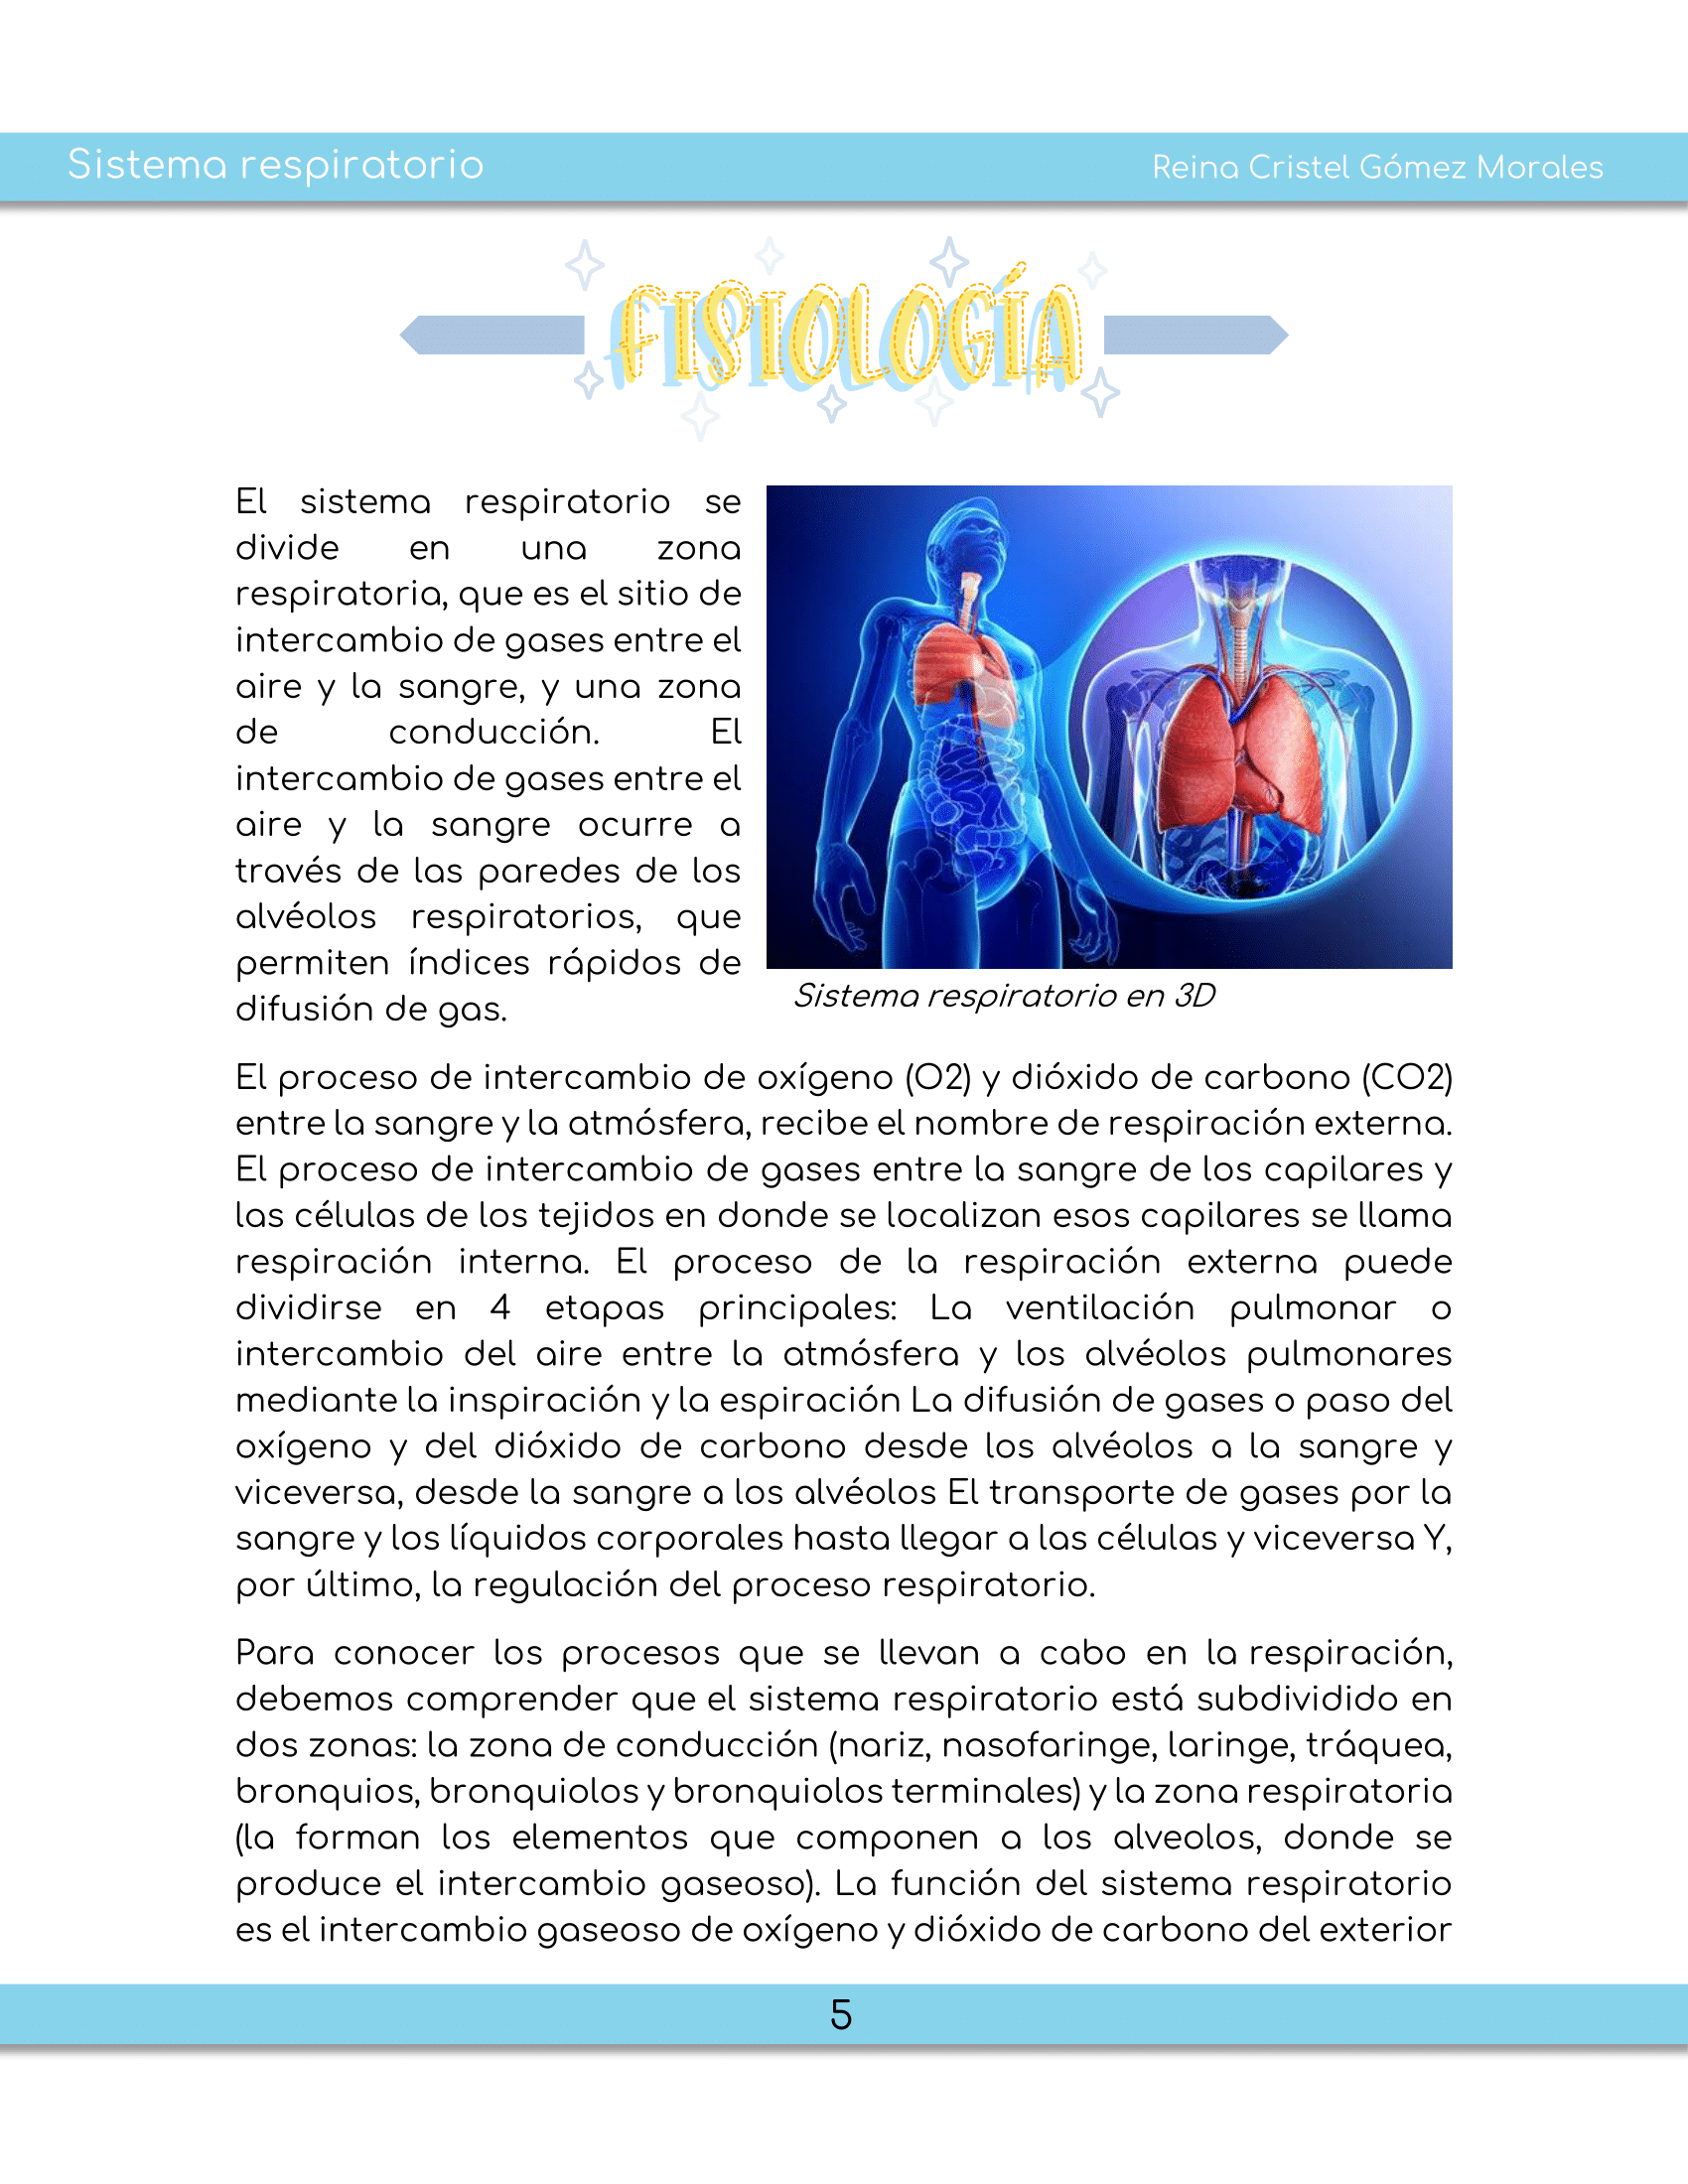 Sistema respiratorio
Reina Cristel Gómez Morales
FISIOLOGÍA
El sistema respiratorio se
divide en una zona
respiratoria, que es el sitio de
intercambio de gases entre el
aire y la sangre, y una zona
de conducción. El
intercambio de gases entre el
aire y la sangre ocurre a
través de las paredes de los
alvéolos respiratorios, que
permiten índices rápidos de
difusión de gas.
Sistema respiratorio en 3D
El proceso de intercambio de oxígeno (O2) y dióxido de carbono (CO2)
entre la sangre y la atmósfera, recibe el nombre de respiración externa.
El proceso de intercambio de gases entre la sangre de los capilares y
las células de los tejidos en donde se localizan esos capilares se llama
respiración interna. El proceso de la respiración externa puede
dividirse en 4 etapas principales: La ventilación pulmonar o
intercambio del aire entre la atmósfera y los alvéolos pulmonares
mediante la inspiración y la espiración La difusión de gases o paso del
oxígeno y del dióxido de carbono desde los alvéolos a la sangre y
viceversa, desde la sangre a los alvéolos El transporte de gases por la
sangre y los líquidos corporales hasta llegar a las células y viceversa Y,
por último, la regulación del proceso respiratorio.
Para conocer los procesos que se llevan a cabo en la respiración,
debemos comprender que el sistema respiratorio está subdividido en
dos zonas: la zona de conducción (nariz, nasofaringe, laringe, tráquea,
bronquios, bronquiolos y bronquiolos terminales) y la zona respiratoria
(la forman los elementos que componen a los alveolos, donde se
produce el intercambio gaseoso). La función del sistema respiratorio
es el intercambio gaseoso de oxígeno y dióxido de carbono del exterior
5